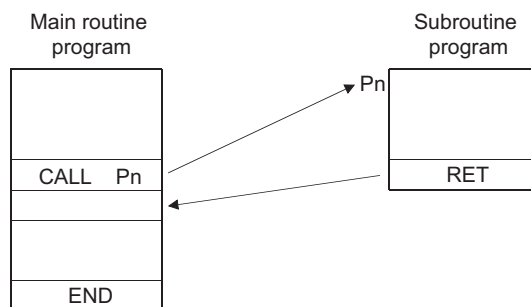 Main routine
program
Subroutine
program
Pn
CALL Pn
RET
END